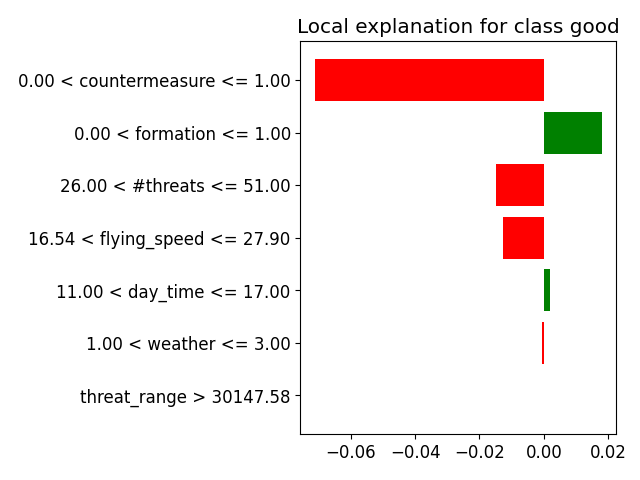 Local explanation for class good
0.00 < countermeasure <= 1.00
0.00 < formation <= 1.00
26.00 < #threats <= 51.00
16.54 < flying_speed <= 27.90
11.00 < day_time <= 17.00
1.00 < weather <= 3.00
threat_range > 30147.58
−0.06 −0.04 −0.02 0.00 0.02